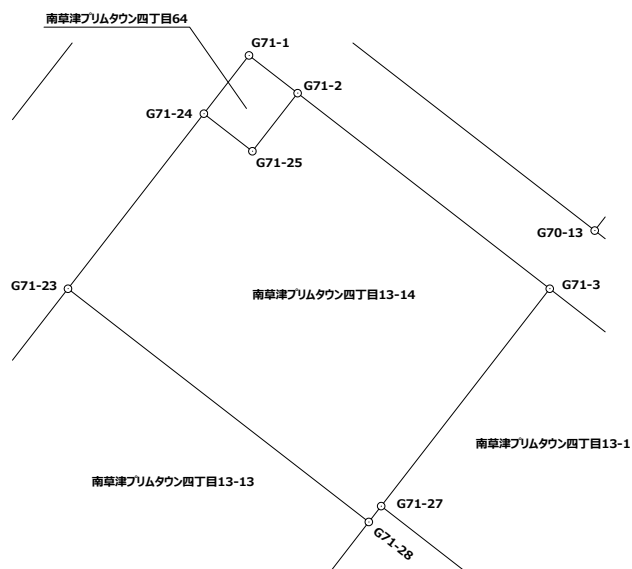 南草津プリムタウン四丁目64
G71-1
G71-2
G71-24
G71-25
G70-13
G71-23
G71-3
南草津プリムタウン四丁目13-14
南草津プリムタウン四丁目13-1
南草津プリムタウン四丁目13-13
G71-27
G71-28